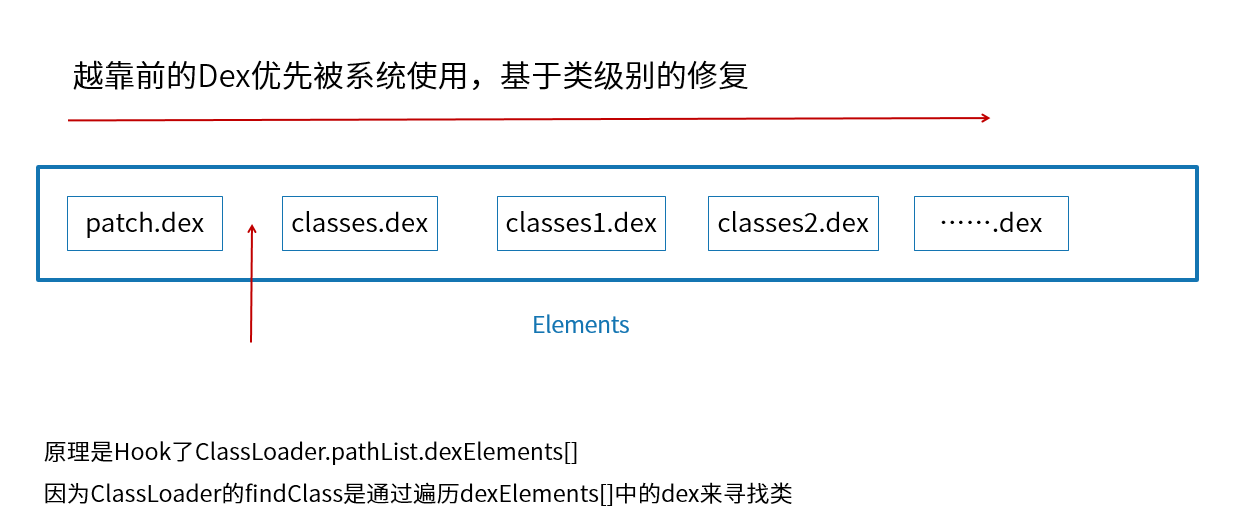 越靠前的Dex优先被系统使用，基于类级别的修复
patch.dex
classes.dex
classes1.dex
classes2.dex
…….dex
Elements
原理是Hook了ClassLoader.pathList.dexElements[]
因为ClassLoader的findClass是通过遍历dexElements[]中的dex来寻找类